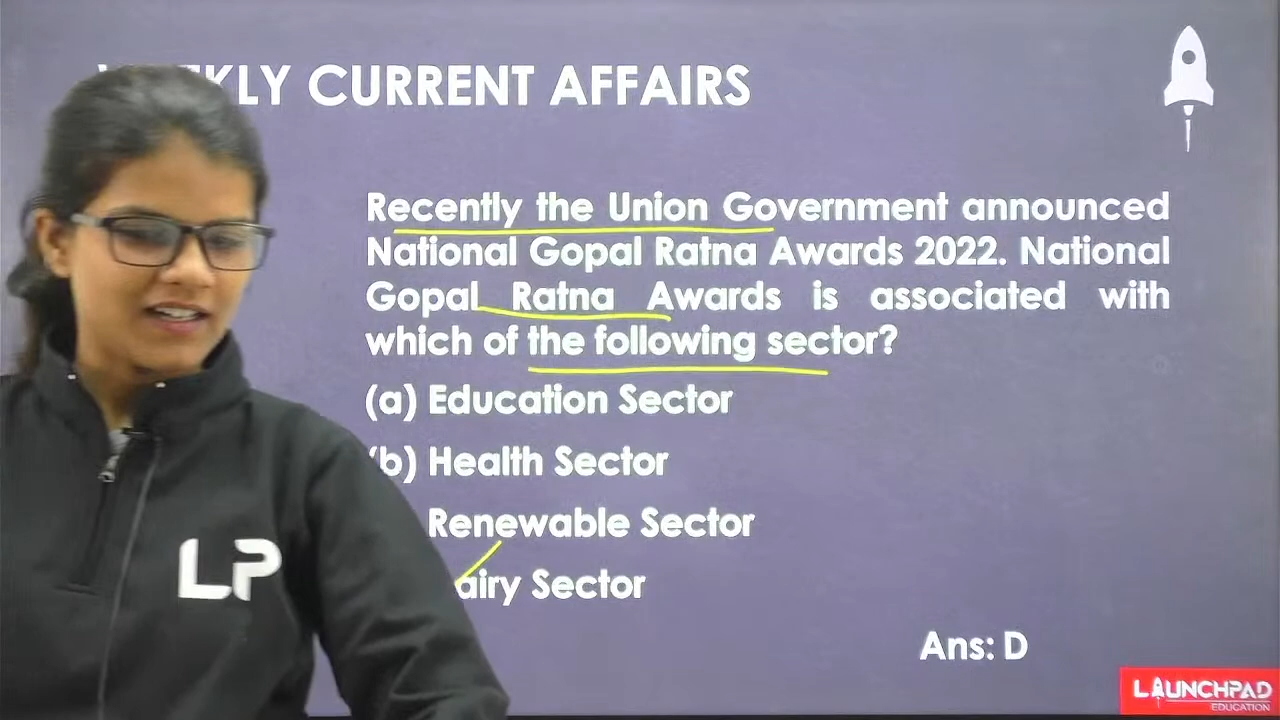 KLY CURRENT AFFAIRS
Recently the Union Government announced
National Gopal Ratna Awards 2022. National
Gopal Ratna Awards is associated with
which of the following sector?
(a) Education Sector
(b) Health Sector
Renewable Sector
airy Sector
Ans: D
LP
LAUNCHPAD
EDUCATION